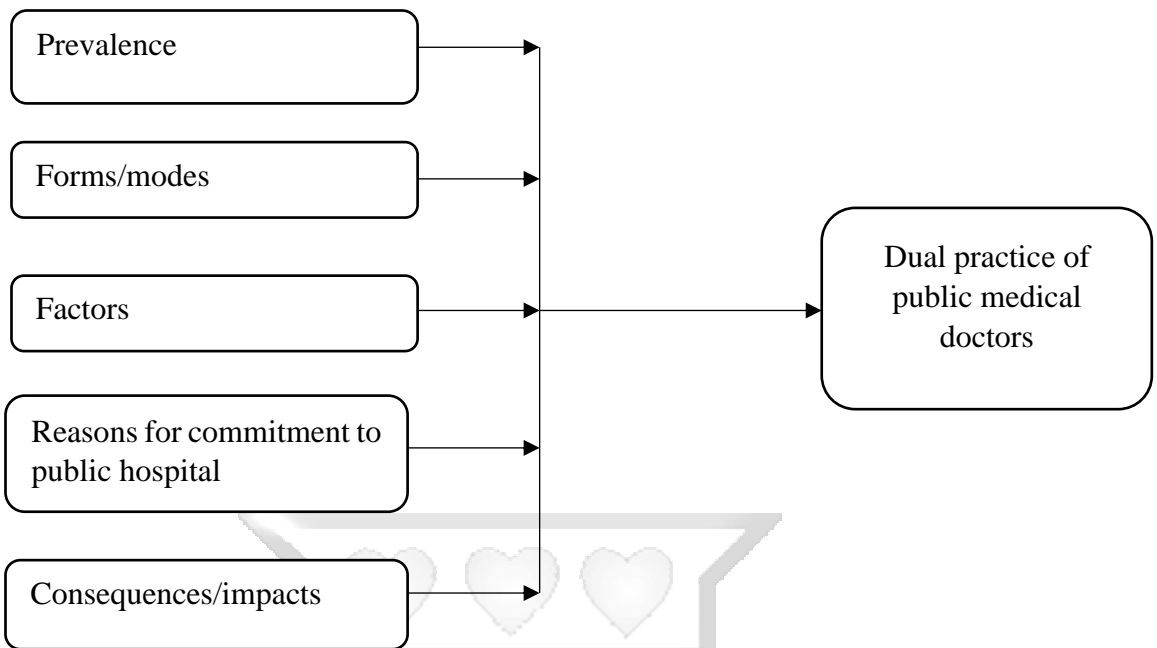 Prevalence
Forms/modes
Factors
Reasons for commitment to
public hospital
Consequences/impacts
Dual practice of
public medical
doctors